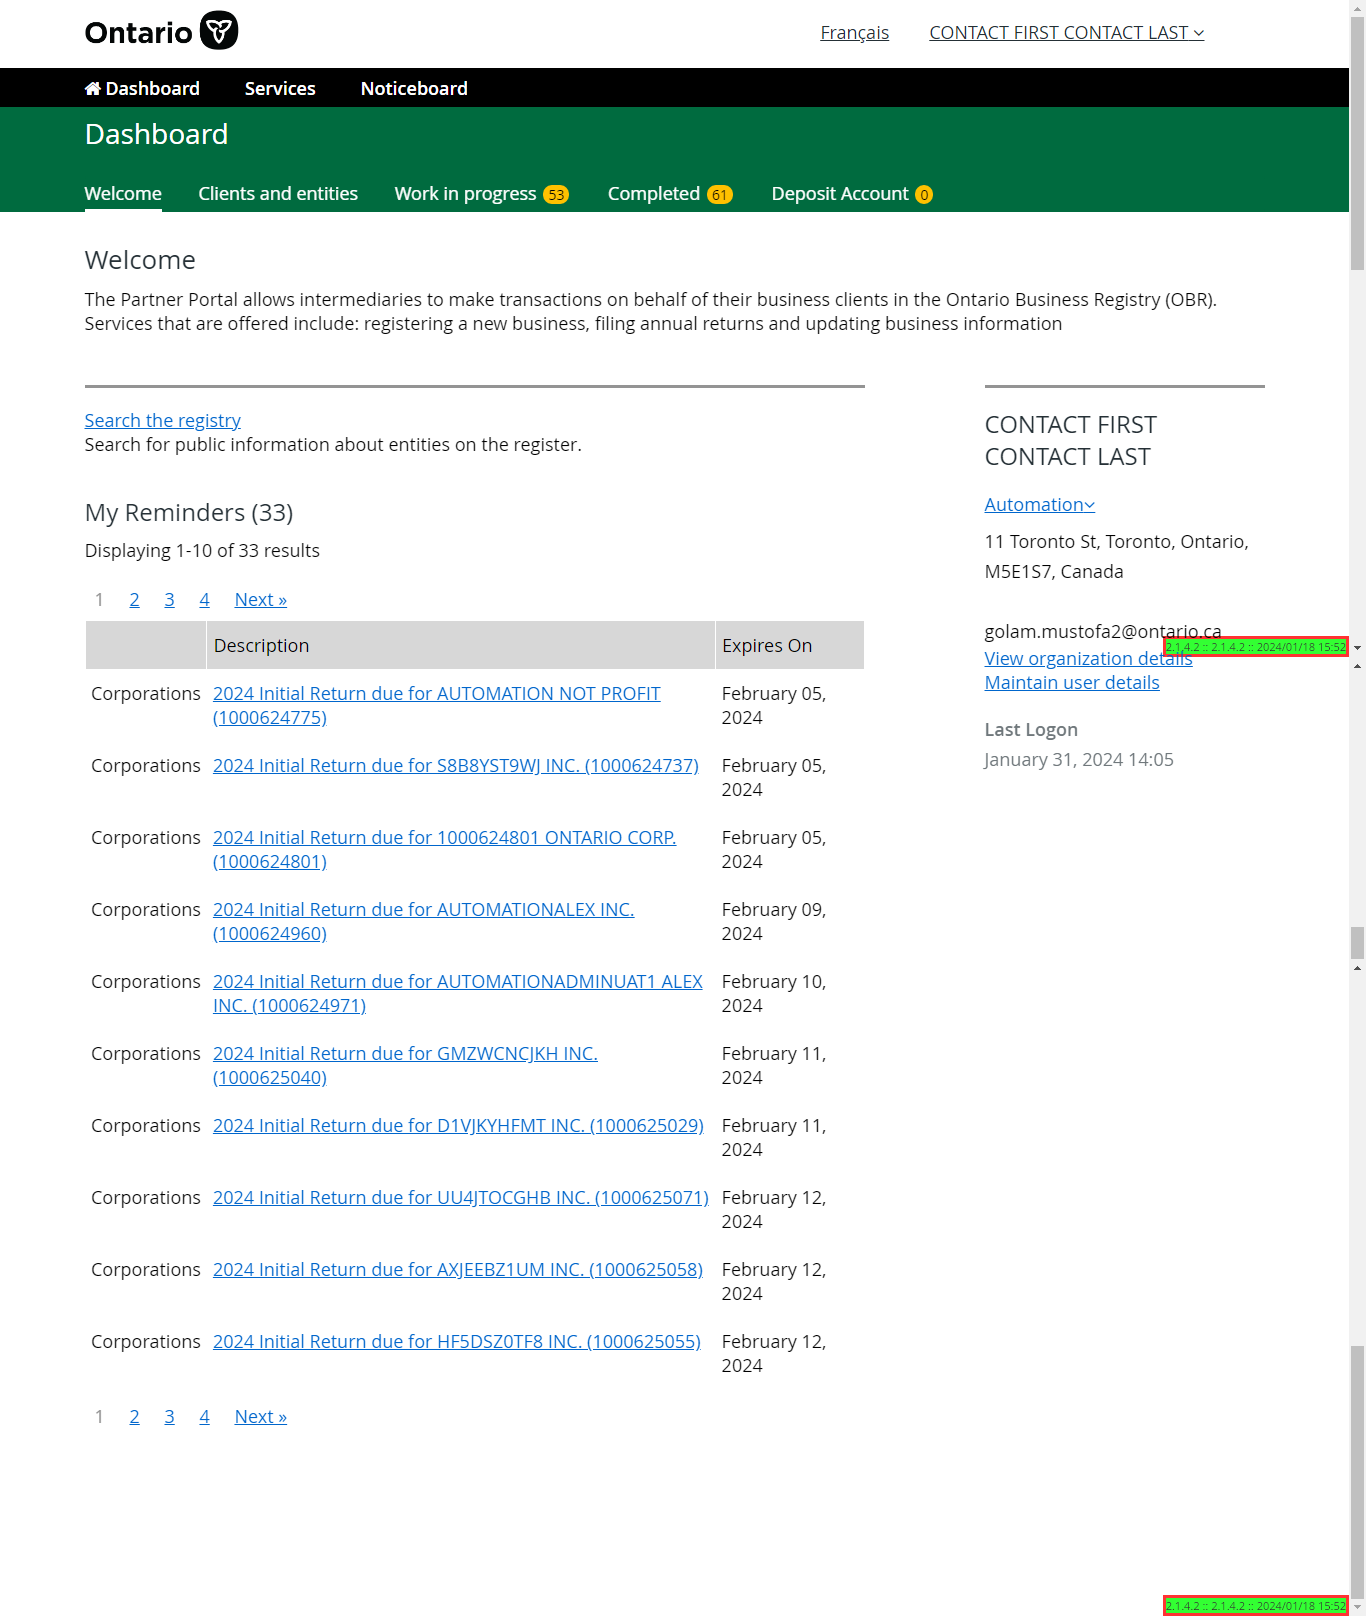 Ontario
Français CONTACT FIRST CONTACT LAST
Dashboard Services Noticeboard
Dashboard
Welcome Clients and entities Work in progress 53 Completed 61 Deposit Account 0
Welcome
The Partner Portal allows intermediaries to make transactions on behalf of their business clients in the Ontario Business Registry (OBR).
Services that are offered include: registering a new business, filing annual returns and updating business information
Search the registry
Search for public information about entities on the register.
My Reminders (33)
Displaying 1-10 of 33 results
1 2 3 4 Next »
Description Expires On
Corporations 2024 Initial Return due for AUTOMATION NOT PROFIT February 05,
(1000624775) 2024
Corporations 2024 Initial Return due for S8B8YST9WJ INC. (1000624737) February 05,
2024
Corporations 2024 Initial Return due for 1000624801 ONTARIO CORP. February 05,
(1000624801) 2024
Corporations 2024 Initial Return due for AUTOMATIONALEX INC. February 09,
(1000624960) 2024
Corporations 2024 Initial Return due for AUTOMATIONADMINUAT1 ALEX February 10,
INC. (1000624971) 2024
Corporations 2024 Initial Return due for GMZWCNCJKH INC. February 11,
(1000625040) 2024
Corporations 2024 Initial Return due for D1VJKYHFMT INC. (1000625029) February 11,
2024
Corporations 2024 Initial Return due for UU4JTOCGHB INC. (1000625071) February 12,
2024
Corporations 2024 Initial Return due for AXJEEBZ1UM INC. (1000625058) February 12,
2024
Corporations 2024 Initial Return due for HF5DSZ0TF8 INC. (1000625055) February 12,
2024
1 2 3 4 Next »
CONTACT FIRST
CONTACT LAST
Automation
11 Toronto St, Toronto, Ontario,
M5E1S7, Canada
golam.mustofa2@ontario.ca
2.1.4.2 :: 2.1.4.2 :: 2024/01/18 15:52
View organization details
Maintain user details
Last Logon
January 31, 2024 14:05
2.1.4.2 :: 2.1.4.2 :: 2024/01/18 15:52